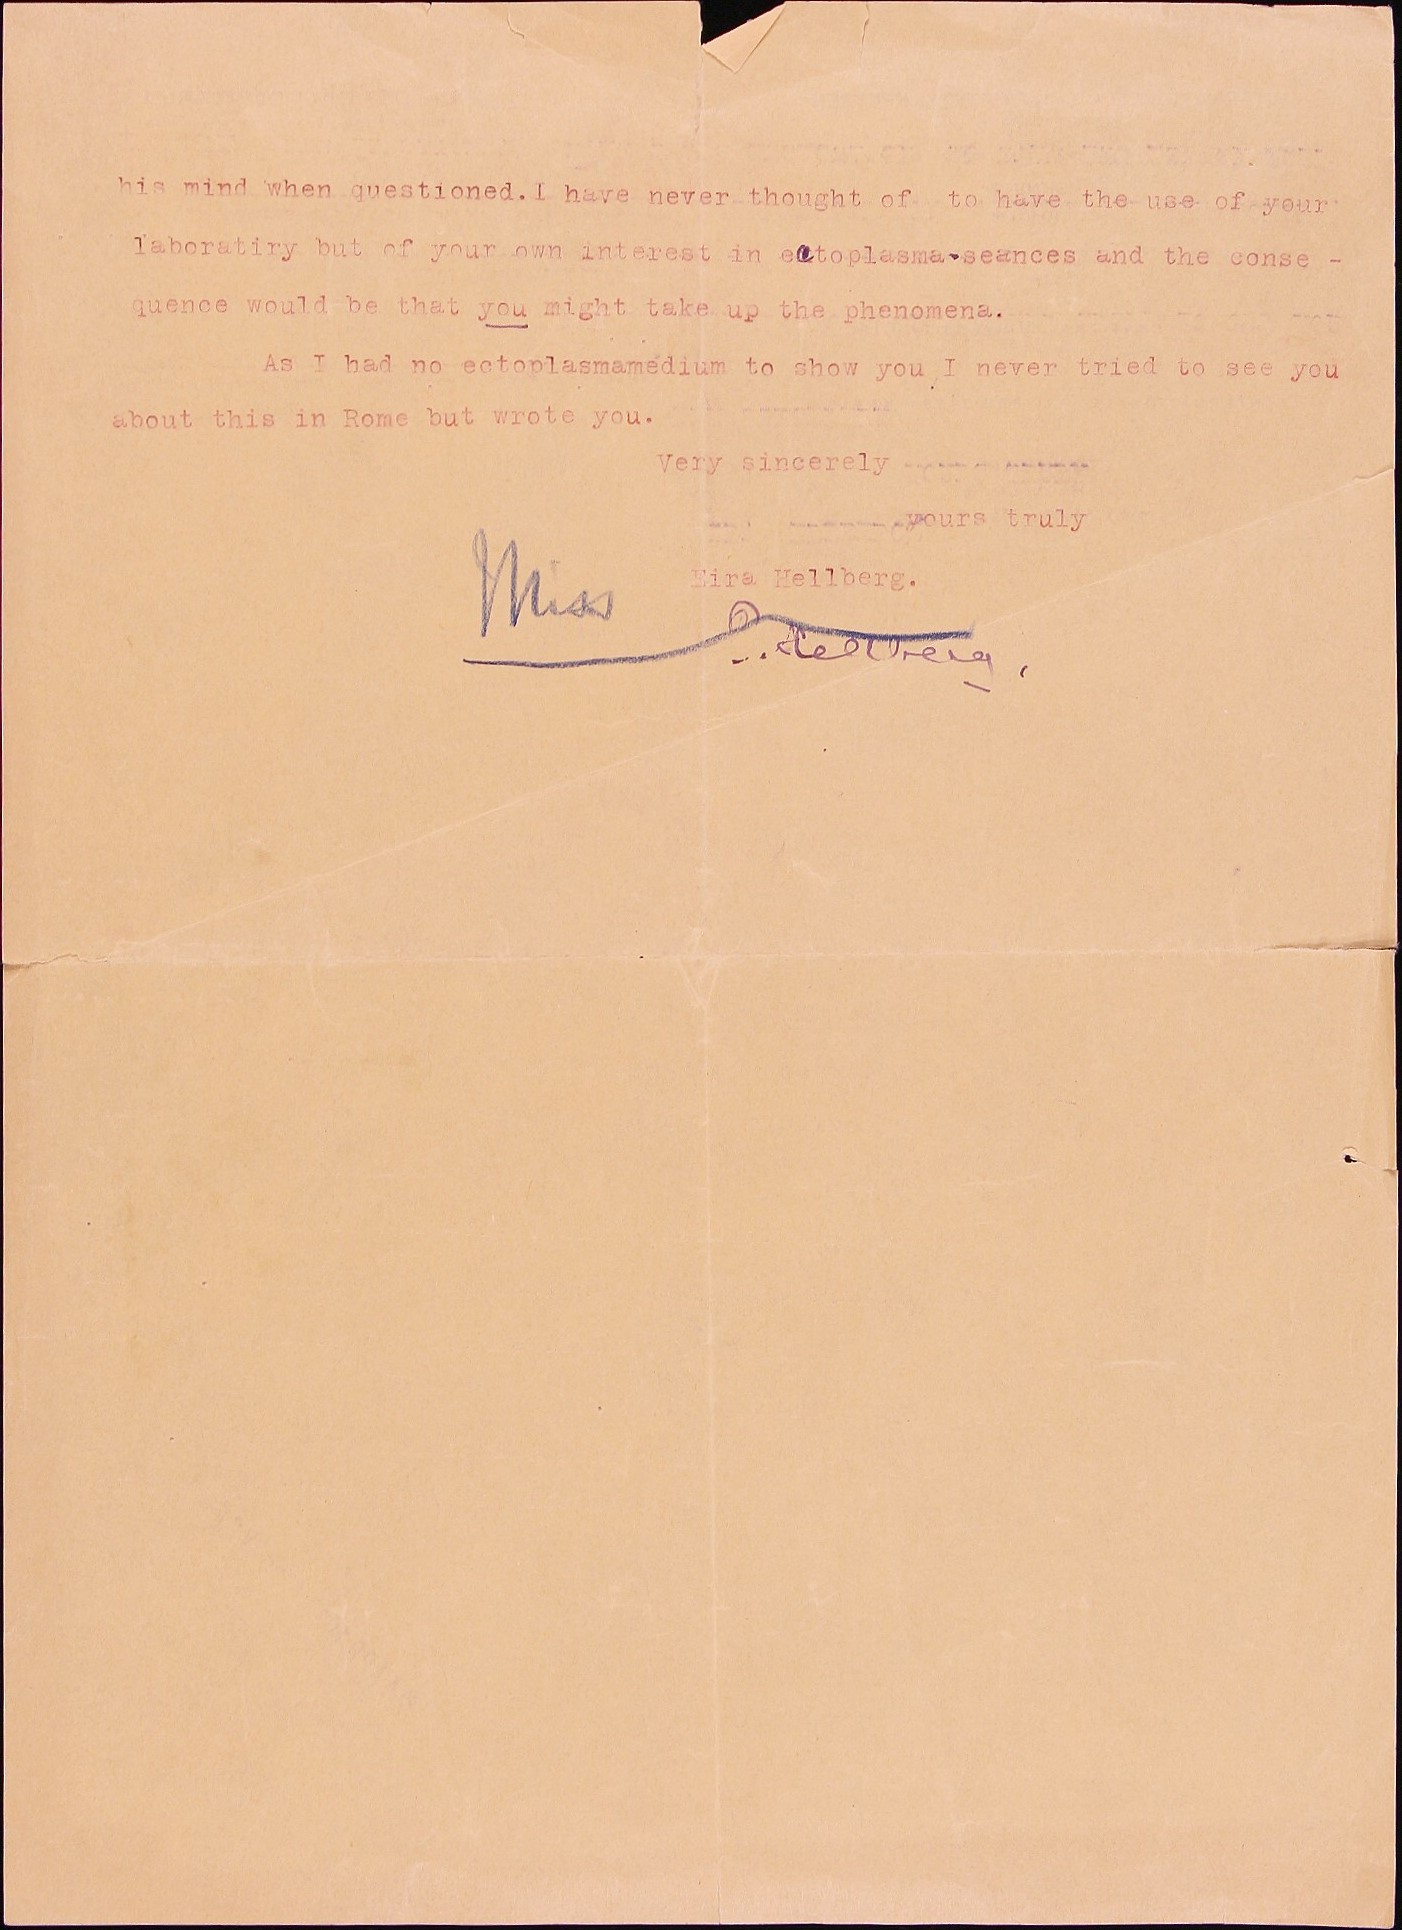 his mind when questioned.I have never thought of to have the use of your
laboratiry but of your own interest in ectoplasma-seances and the conse -
quence would be that you might take up the phenomena.
As I had no ectoplasmamedium to show you I never tried to see you
about this in Rome but wrote you.
Very sincerely
yours truly
Eira Hellberg.
Miss
Hellberg.